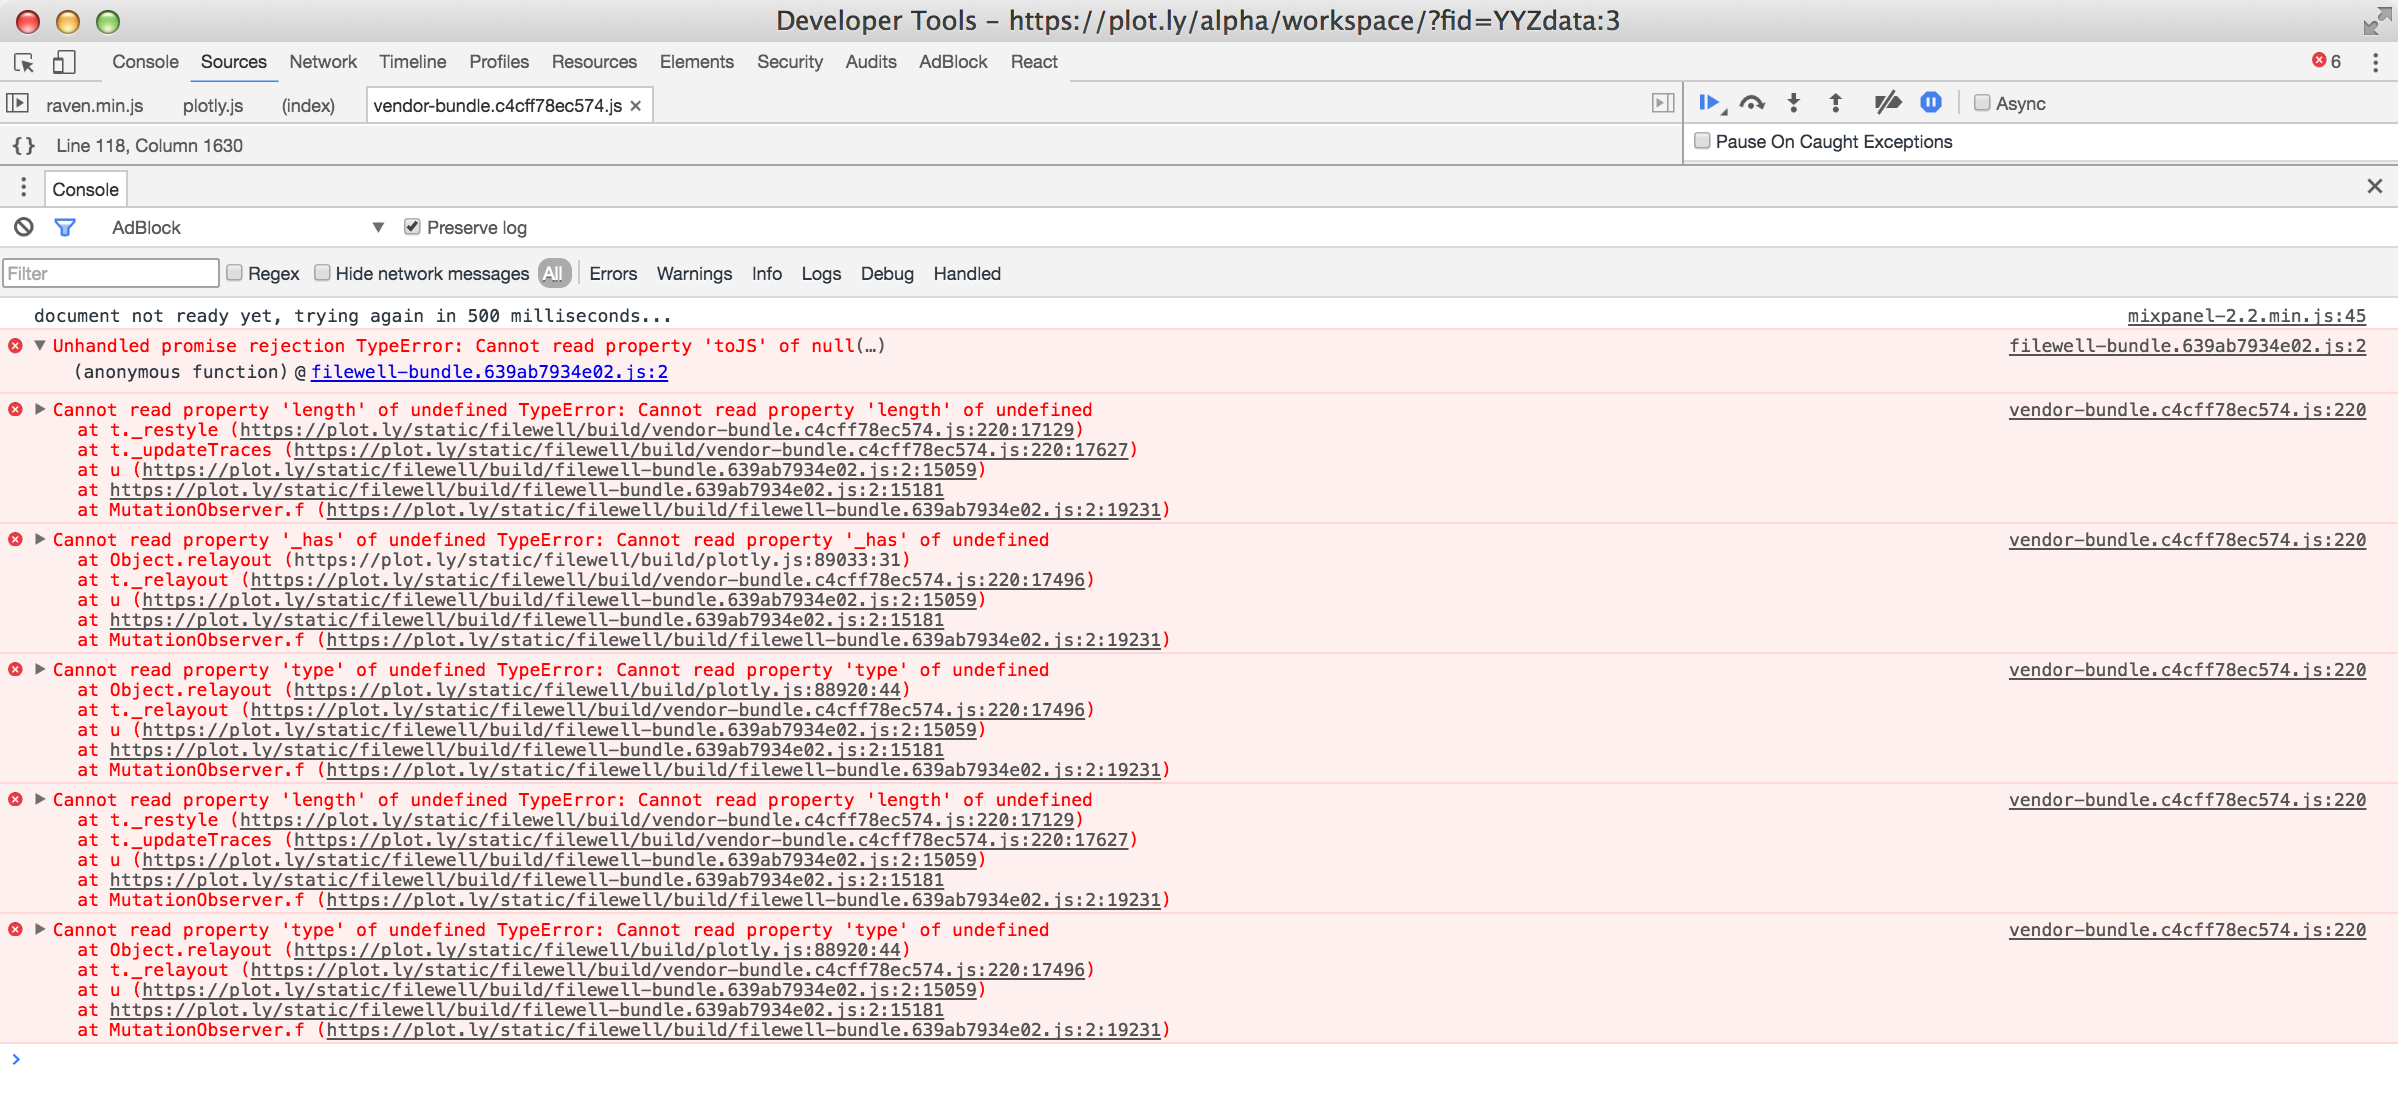 Developer Tools – https://plot.ly/alpha/workspace/?fid=YYZdata:3
Console Sources Network Timeline Profiles Resources Elements Security Audits AdBlock React 6
raven.min.js plotly.js (index) vendor-bundle.c4cff78ec574.js × Async
{} Line 118, Column 1630 Pause On Caught Exceptions
Console
AdBlock Preserve log
Filter Regex Hide network messages All Errors Warnings Info Logs Debug Handled
document not ready yet, trying again in 500 milliseconds... mixpanel-2.2.min.js:45
Unhandled promise rejection TypeError: Cannot read property 'toJS' of null(…) filewell-bundle.639ab7934e02.js:2
(anonymous function) @ filewell-bundle.639ab7934e02.js:2
Cannot read property 'length' of undefined TypeError: Cannot read property 'length' of undefined vendor-bundle.c4cff78ec574.js:220
at t._restyle (https://plot.ly/static/filewell/build/vendor-bundle.c4cff78ec574.js:220:17129)
at t._updateTraces (https://plot.ly/static/filewell/build/vendor-bundle.c4cff78ec574.js:220:17627)
at u (https://plot.ly/static/filewell/build/filewell-bundle.639ab7934e02.js:2:15059)
at https://plot.ly/static/filewell/build/filewell-bundle.639ab7934e02.js:2:15181
at MutationObserver.f (https://plot.ly/static/filewell/build/filewell-bundle.639ab7934e02.js:2:19231)
Cannot read property '_has' of undefined TypeError: Cannot read property '_has' of undefined vendor-bundle.c4cff78ec574.js:220
at Object.relayout (https://plot.ly/static/filewell/build/plotly.js:89033:31)
at t._relayout (https://plot.ly/static/filewell/build/vendor-bundle.c4cff78ec574.js:220:17496)
at u (https://plot.ly/static/filewell/build/filewell-bundle.639ab7934e02.js:2:15059)
at https://plot.ly/static/filewell/build/filewell-bundle.639ab7934e02.js:2:15181
at MutationObserver.f (https://plot.ly/static/filewell/build/filewell-bundle.639ab7934e02.js:2:19231)
Cannot read property 'type' of undefined TypeError: Cannot read property 'type' of undefined vendor-bundle.c4cff78ec574.js:220
at Object.relayout (https://plot.ly/static/filewell/build/plotly.js:88920:44)
at t._relayout (https://plot.ly/static/filewell/build/vendor-bundle.c4cff78ec574.js:220:17496)
at u (https://plot.ly/static/filewell/build/filewell-bundle.639ab7934e02.js:2:15059)
at https://plot.ly/static/filewell/build/filewell-bundle.639ab7934e02.js:2:15181
at MutationObserver.f (https://plot.ly/static/filewell/build/filewell-bundle.639ab7934e02.js:2:19231)
Cannot read property 'length' of undefined TypeError: Cannot read property 'length' of undefined vendor-bundle.c4cff78ec574.js:220
at t._restyle (https://plot.ly/static/filewell/build/vendor-bundle.c4cff78ec574.js:220:17129)
at t._updateTraces (https://plot.ly/static/filewell/build/vendor-bundle.c4cff78ec574.js:220:17627)
at u (https://plot.ly/static/filewell/build/filewell-bundle.639ab7934e02.js:2:15059)
at https://plot.ly/static/filewell/build/filewell-bundle.639ab7934e02.js:2:15181
at MutationObserver.f (https://plot.ly/static/filewell/build/filewell-bundle.639ab7934e02.js:2:19231)
Cannot read property 'type' of undefined TypeError: Cannot read property 'type' of undefined vendor-bundle.c4cff78ec574.js:220
at Object.relayout (https://plot.ly/static/filewell/build/plotly.js:88920:44)
at t._relayout (https://plot.ly/static/filewell/build/vendor-bundle.c4cff78ec574.js:220:17496)
at u (https://plot.ly/static/filewell/build/filewell-bundle.639ab7934e02.js:2:15059)
at https://plot.ly/static/filewell/build/filewell-bundle.639ab7934e02.js:2:15181
at MutationObserver.f (https://plot.ly/static/filewell/build/filewell-bundle.639ab7934e02.js:2:19231)